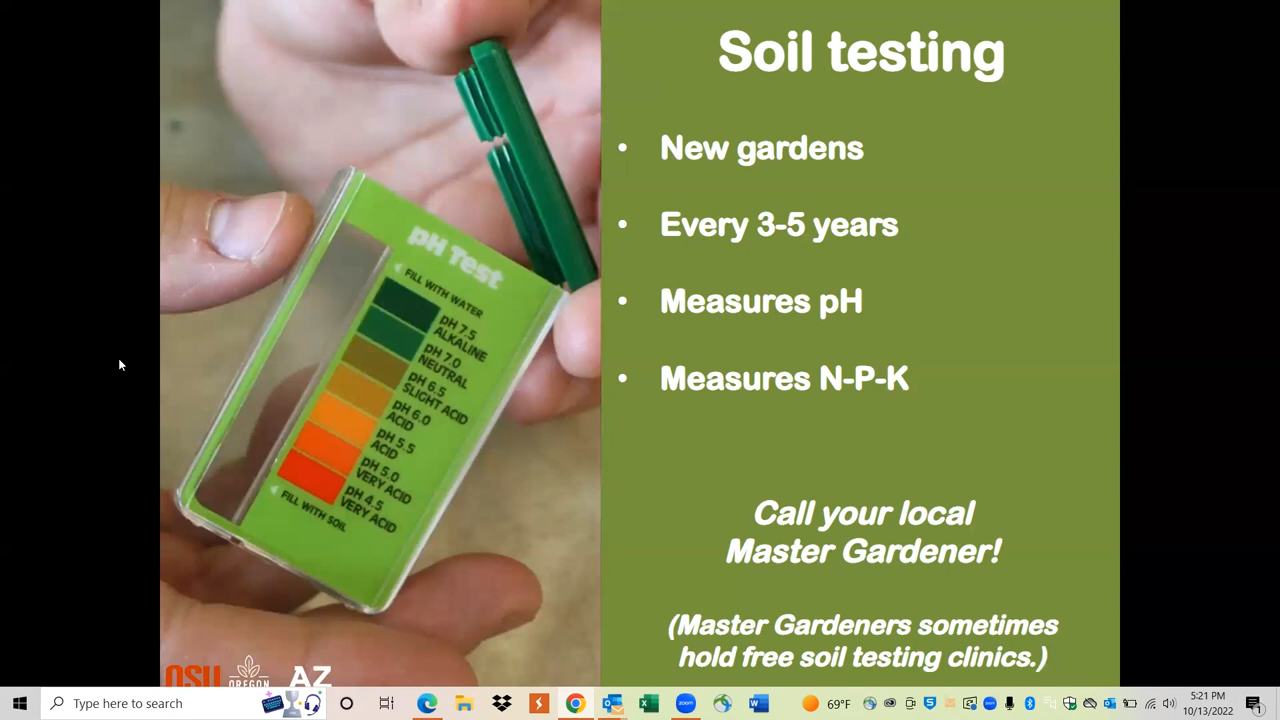 Soil testing
• New gardens
• Every 3-5 years
• Measures pH
• Measures N-P-K
Call your local
Master Gardener!
(Master Gardeners sometimes
hold free soil testing clinics.)
pH Test
FILL WITH WATER
pH 7.5
ALKALINE
pH 7.0
NEUTRAL
pH 6.5
SLIGHT ACID
pH 6.0
ACID
pH 5.5
ACID
pH 5.0
VERY ACID
pH 4.5
VERY ACID
FILL WITH SOIL
OSU
OREGON
AZ
Type here to search
zoom
69°F
5:21 PM
10/13/2022
1